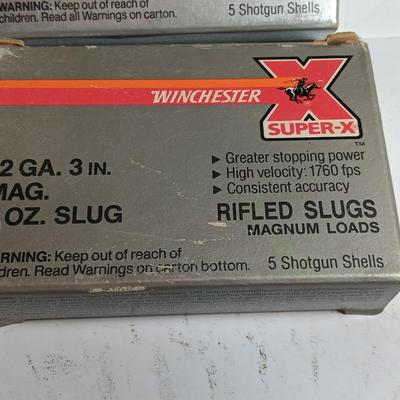 WARNING: Keep out of reach of
children. Read all Warnings on carton.
5 Shotgun Shells
WINCHESTER
X
SUPER-X®
TM
2 GA. 3 IN.
MAG.
OZ. SLUG
▸ Greater stopping power
▸ High velocity: 1760 fps
▸ Consistent accuracy
RIFLED SLUGS
MAGNUM LOADS
WARNING: Keep out of reach of
children. Read Warnings on carton bottom.
5 Shotgun Shells